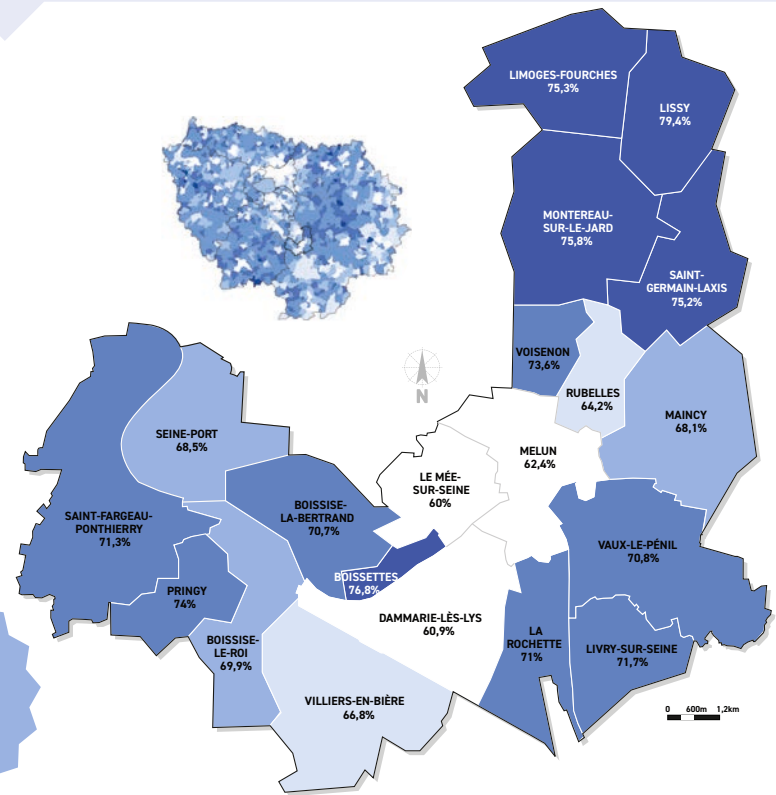 LIMOGES-FOURCHES
75,3%
LISSY
79,4%
MONTEREAU-
SUR-LE-JARD
75,8%
SAINT-
GERMAIN-LAXIS
75,2%
VOISENON
73,6%
RUBELLES
64,2%
MAINCY
68,1%
N
SEINE-PORT
68,5%
MELUN
62,4%
LE MÉE-
SUR-SEINE
60%
SAINT-FARGEAU-
PONTHIERRY
71,3%
BOISSISE-
LA-BERTRAND
70,7%
VAUX-LE-PÉNIL
70,8%
BOISSETTES
76,8%
PRINGY
74%
DAMMARIE-LÈS-LYS
60,9%
BOISSISE-
LE-ROI
69,9%
LA
ROCHETTE
71%
LIVRY-SUR-SEINE
71,7%
VILLIERS-EN-BIÈRE
66,8%
0 600m 1,2km